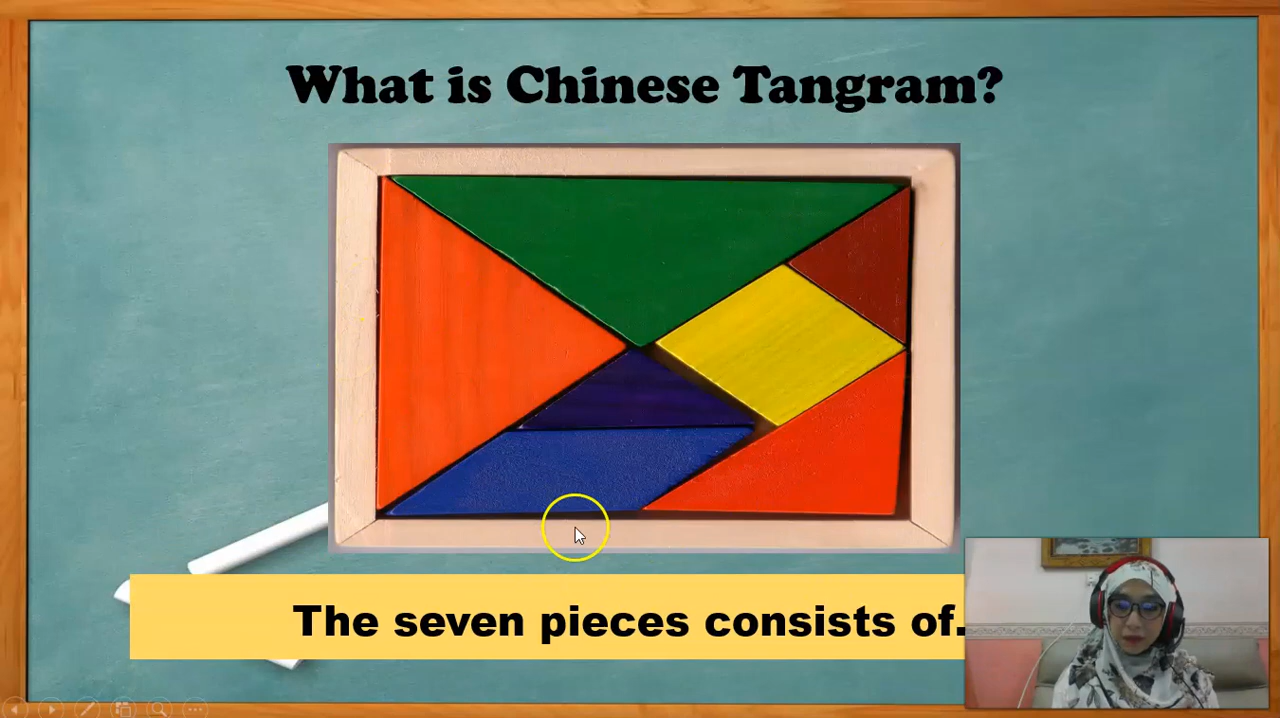 What is Chinese Tangram?
The seven pieces consists of.